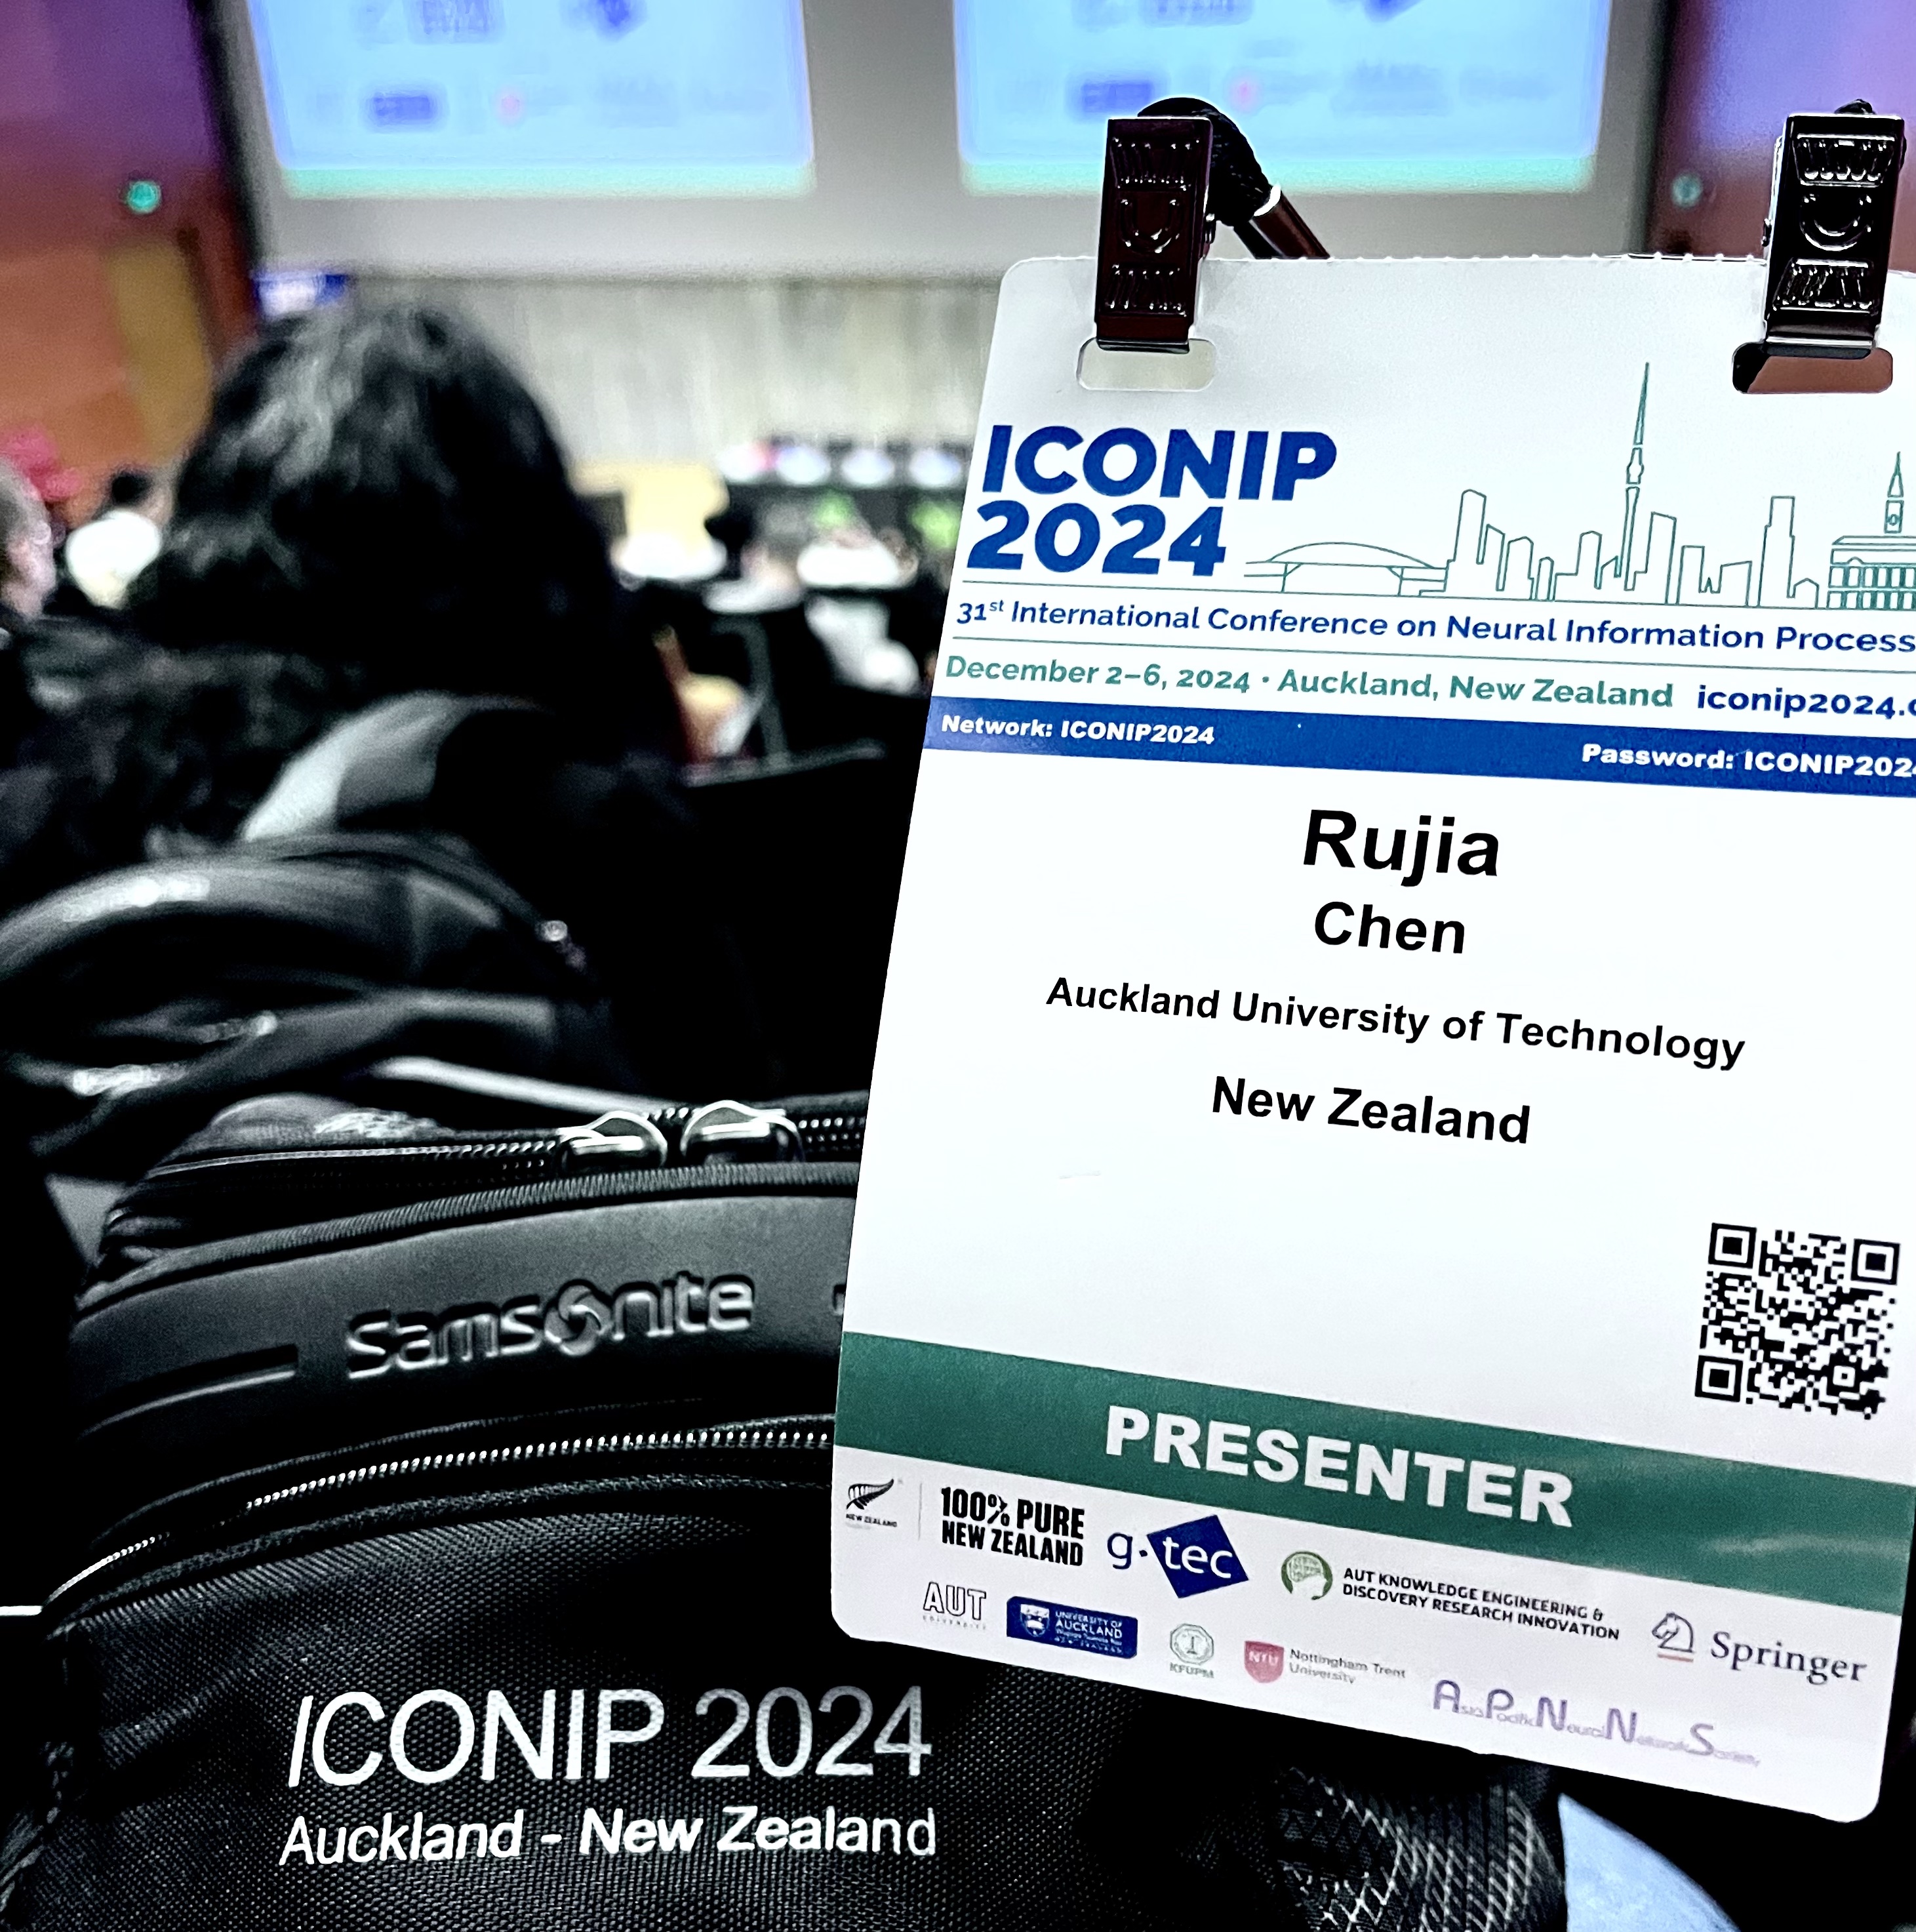 ICONIP
2024
31st International Conference on Neural Information Process
December 2–6, 2024 · Auckland, New Zealand iconip2024.
Network: ICONIP2024 Password: ICONIP2024
Rujia
Chen
Auckland University of Technology
New Zealand
PRESENTER
NEW ZEALAND
100% PURE
NEW ZEALAND
g.tec
AUT KNOWLEDGE ENGINEERING &
DISCOVERY RESEARCH INNOVATION
AUT
UNIVERSITY
UNIVERSITY OF
AUCKLAND
KFUPM
NTU
Nottingham Trent
University
Springer
Asia Pacific Neural Network Society
Samsonite
ICONIP 2024
Auckland - New Zealand